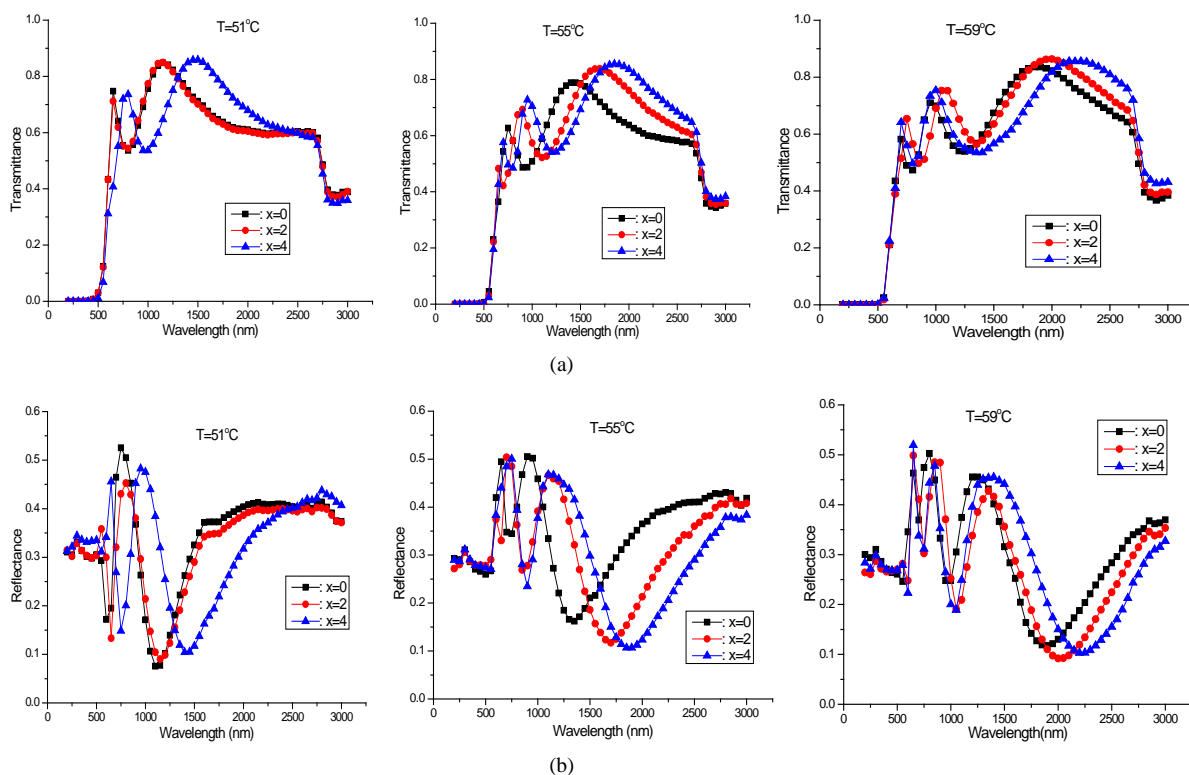 T=51°C
1.0
0.8
0.6
0.4
0.2
0.0
Transmittance
: x=0
: x=2
: x=4
0 500 1000 1500 2000 2500 3000
Wavelength (nm)
T=55°C
1.0
0.8
0.6
0.4
0.2
0.0
Transmittance
: x=0
: x=2
: x=4
0 500 1000 1500 2000 2500 3000
Wavelength (nm)
T=59°C
1.0
0.8
0.6
0.4
0.2
0.0
Transmittance
: x=0
: x=2
: x=4
0 500 1000 1500 2000 2500 3000
Wavelength (nm)
(a)
T=51°C
0.6
0.5
0.4
0.3
0.2
0.1
0.0
Reflectance
: x=0
: x=2
: x=4
0 500 1000 1500 2000 2500 3000
Wavelength (nm)
T=55°C
0.6
0.5
0.4
0.3
0.2
0.1
0.0
Reflectance
: x=0
: x=2
: x=4
0 500 1000 1500 2000 2500 3000
Wavelength (nm)
T=59°C
0.6
0.5
0.4
0.3
0.2
0.1
0.0
Reflectance
: x=0
: x=2
: x=4
0 500 1000 1500 2000 2500 3000
Wavelength(nm)
(b)